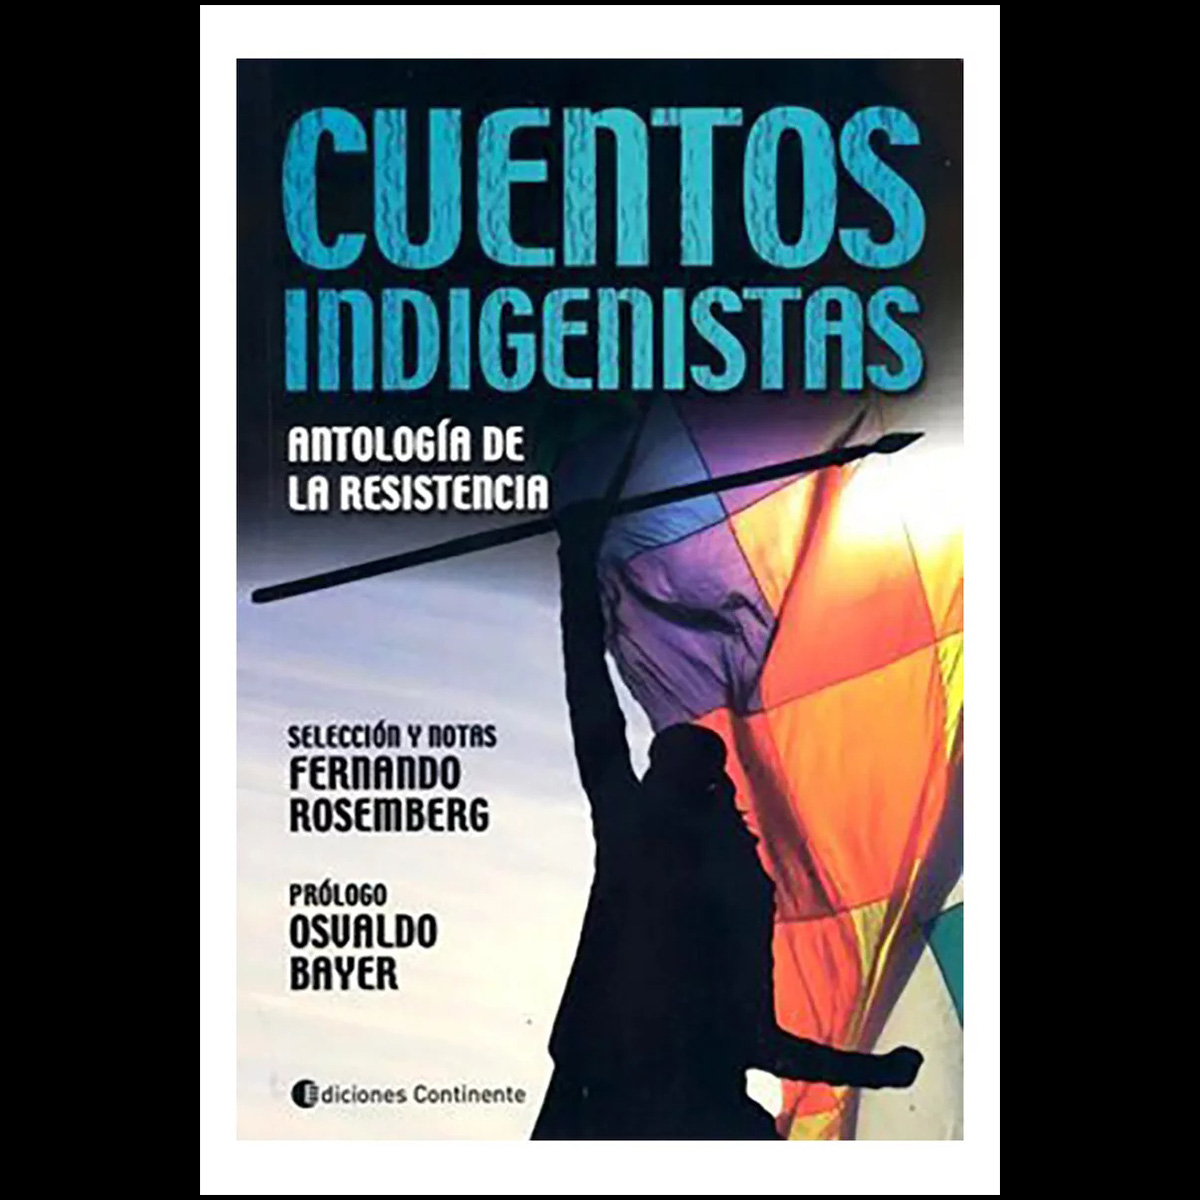 CUENTOS
INDIGENISTAS
ANTOLOGÍA DE
LA RESISTENCIA
SELECCIÓN Y NOTAS
FERNANDO
ROSEMBERG
PRÓLOGO
OSVALDO
BAYER
Ediciones Continente